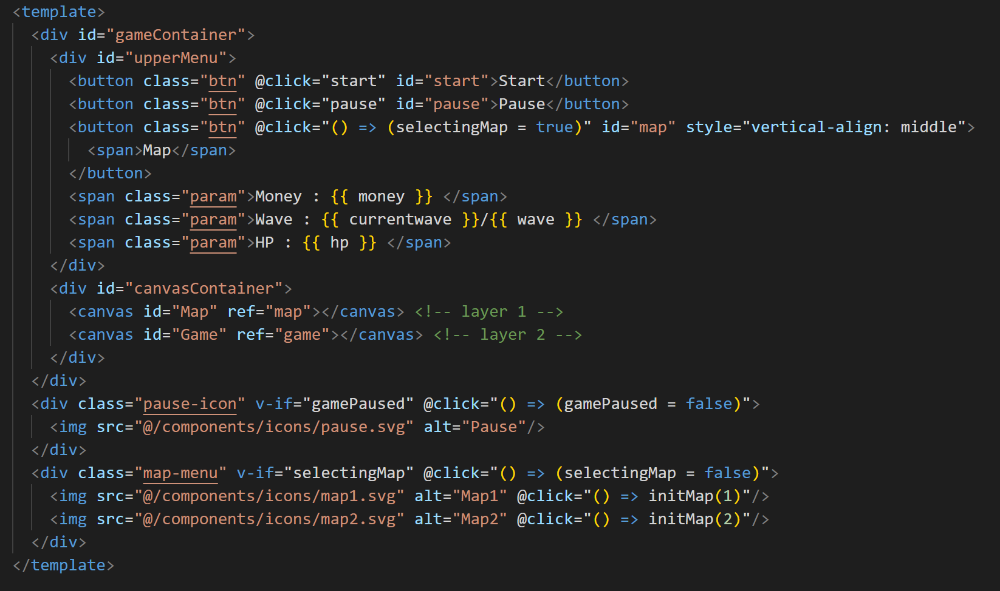 <template>
  <div id="gameContainer">
    <div id="upperMenu">
      <button class="btn" @click="start" id="start">Start</button>
      <button class="btn" @click="pause" id="pause">Pause</button>
      <button class="btn" @click="() => (selectingMap = true)" id="map" style="vertical-align: middle">
        <span>Map</span>
      </button>
      <span class="param">Money : {{ money }} </span>
      <span class="param">Wave : {{ currentwave }}/{{ wave }} </span>
      <span class="param">HP : {{ hp }} </span>
    </div>
    <div id="canvasContainer">
      <canvas id="Map" ref="map"></canvas> <!-- layer 1 -->
      <canvas id="Game" ref="game"></canvas> <!-- layer 2 -->
    </div>
  </div>
  <div class="pause-icon" v-if="gamePaused" @click="() => (gamePaused = false)">
    <img src="@/components/icons/pause.svg" alt="Pause"/>
  </div>
  <div class="map-menu" v-if="selectingMap" @click="() => (selectingMap = false)">
    <img src="@/components/icons/map1.svg" alt="Map1" @click="() => initMap(1)"/>
    <img src="@/components/icons/map2.svg" alt="Map2" @click="() => initMap(2)"/>
  </div>
</template>